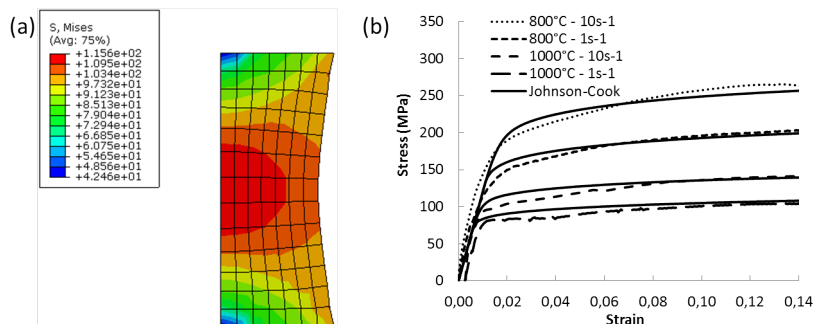 (a)
S, Mises
(Avg: 75%)
+1.156e+02
+1.095e+02
+1.034e+02
+9.732e+01
+9.123e+01
+8.513e+01
+7.904e+01
+7.294e+01
+6.685e+01
+6.075e+01
+5.465e+01
+4.856e+01
+4.246e+01
(b)
800°C - 10s-1
800°C - 1s-1
1000°C - 10s-1
1000°C - 1s-1
Johnson-Cook
Stress (MPa)
350
300
250
200
150
100
50
0
0,00
0,02
0,04
0,06
0,08
0,10
0,12
0,14
Strain